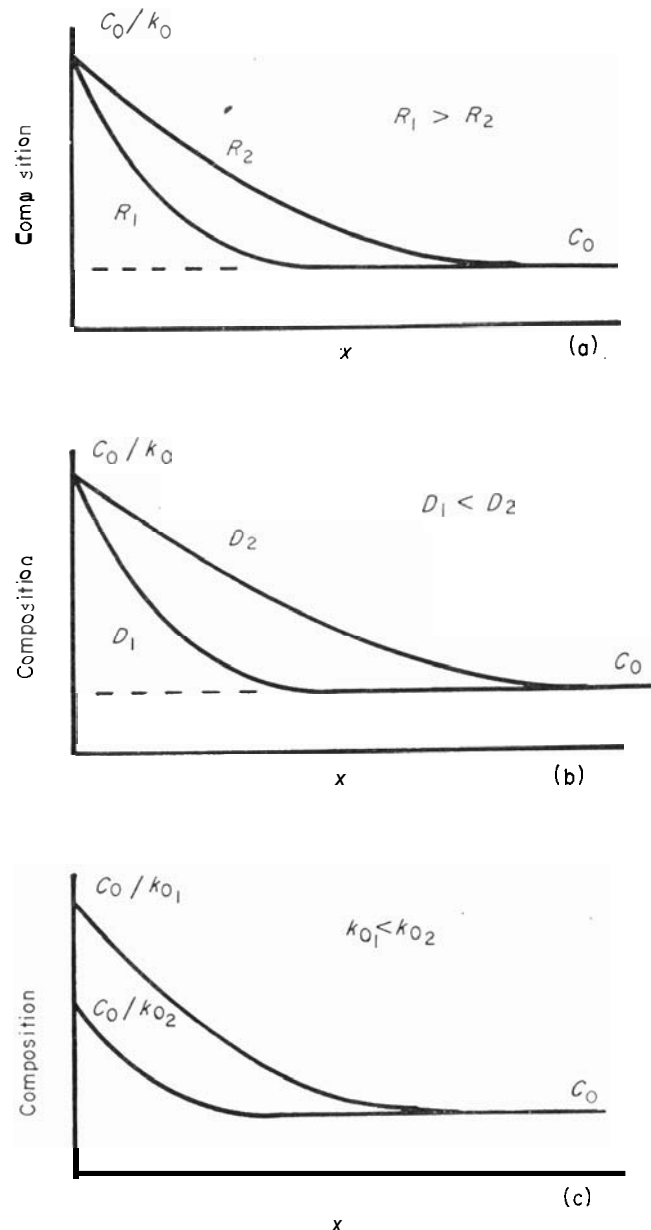 C₀/k₀
R₁ > R₂
R₂
R₁
C₀
Composition
x
(a)
C₀/k₀
D₁ < D₂
D₂
D₁
C₀
Composition
x
(b)
C₀/k₀₁
k₀₁<k₀₂
C₀/k₀₂
C₀
Composition
x
(c)